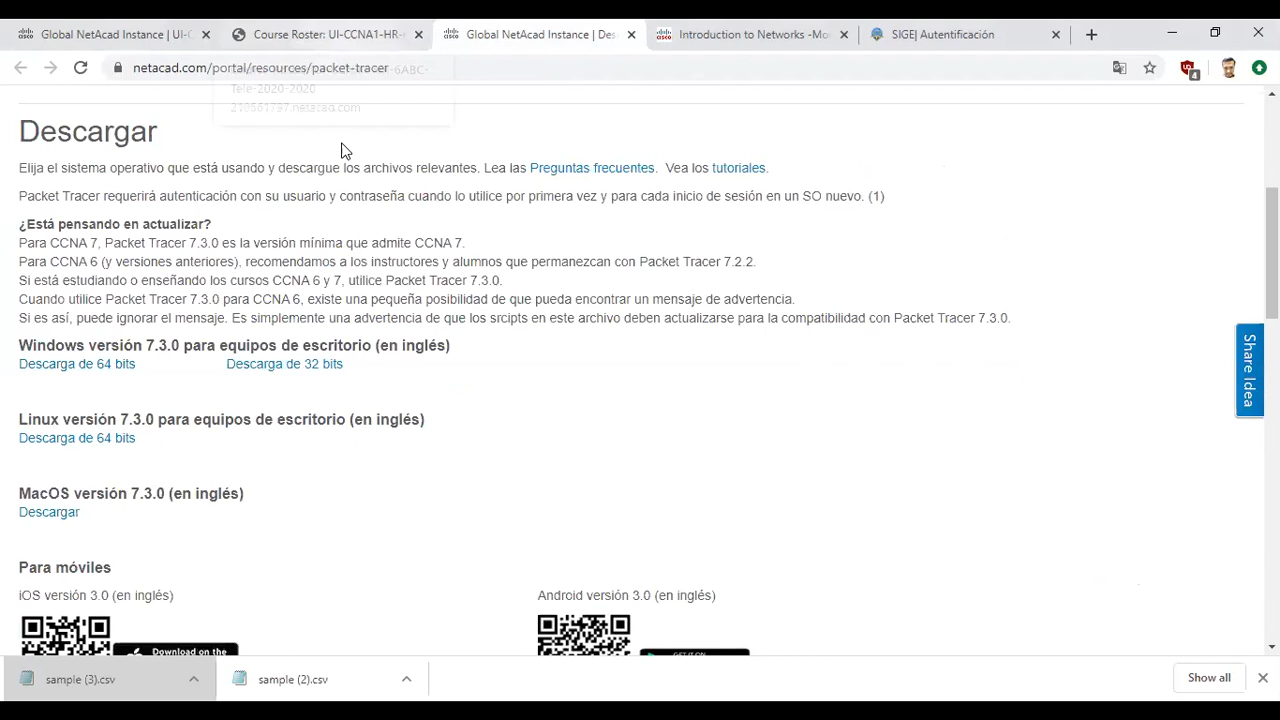 Global NetAcad Instance | UI-C
Course Roster: UI-CCNA1-HR-
Global NetAcad Instance | Des
Introduction to Networks -Mo
SIGE| Autentificación
netacad.com/portal/resources/packet-tracer
6ABC-
Tele-2020-2020
210561797.netacad.com
4
Descargar
Elija el sistema operativo que está usando y descargue los archivos relevantes. Lea las Preguntas frecuentes. Vea los tutoriales.
Packet Tracer requerirá autenticación con su usuario y contraseña cuando lo utilice por primera vez y para cada inicio de sesión en un SO nuevo. (1)
¿Está pensando en actualizar?
Para CCNA 7, Packet Tracer 7.3.0 es la versión mínima que admite CCNA 7.
Para CCNA 6 (y versiones anteriores), recomendamos a los instructores y alumnos que permanezcan con Packet Tracer 7.2.2.
Si está estudiando o enseñando los cursos CCNA 6 y 7, utilice Packet Tracer 7.3.0.
Cuando utilice Packet Tracer 7.3.0 para CCNA 6, existe una pequeña posibilidad de que pueda encontrar un mensaje de advertencia.
Si es así, puede ignorar el mensaje. Es simplemente una advertencia de que los srcipts en este archivo deben actualizarse para la compatibilidad con Packet Tracer 7.3.0.
Windows versión 7.3.0 para equipos de escritorio (en inglés)
Descarga de 64 bits Descarga de 32 bits
Share Idea
Linux versión 7.3.0 para equipos de escritorio (en inglés)
Descarga de 64 bits
MacOS versión 7.3.0 (en inglés)
Descargar
Para móviles
iOS versión 3.0 (en inglés) Android versión 3.0 (en inglés)
Download on the
GET IT ON
sample (3).csv
sample (2).csv
Show all